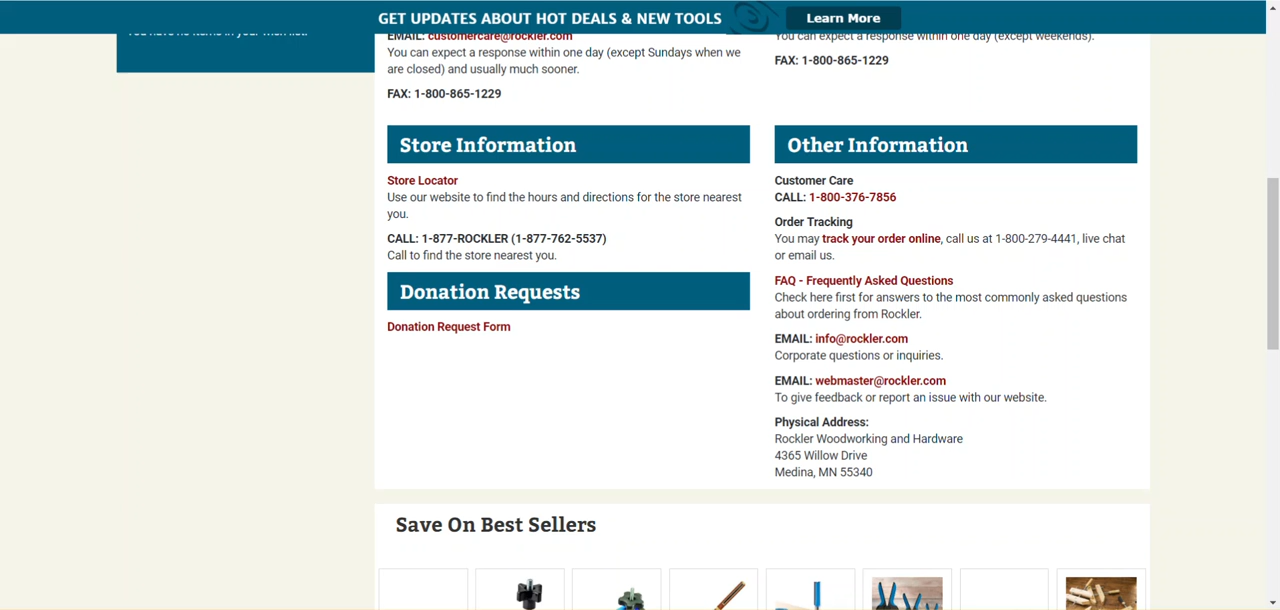 GET UPDATES ABOUT HOT DEALS & NEW TOOLS
Learn More
You have no items in your wish list.
EMAIL: customercare@rockler.com
You can expect a response within one day (except Sundays when we
are closed) and usually much sooner.
FAX: 1-800-865-1229
You can expect a response within one day (except weekends).
FAX: 1-800-865-1229
Store Information
Store Locator
Use our website to find the hours and directions for the store nearest
you.
CALL: 1-877-ROCKLER (1-877-762-5537)
Call to find the store nearest you.
Donation Requests
Donation Request Form
Other Information
Customer Care
CALL: 1-800-376-7856
Order Tracking
You may track your order online, call us at 1-800-279-4441, live chat
or email us.
FAQ - Frequently Asked Questions
Check here first for answers to the most commonly asked questions
about ordering from Rockler.
EMAIL: info@rockler.com
Corporate questions or inquiries.
EMAIL: webmaster@rockler.com
To give feedback or report an issue with our website.
Physical Address:
Rockler Woodworking and Hardware
4365 Willow Drive
Medina, MN 55340
Save On Best Sellers